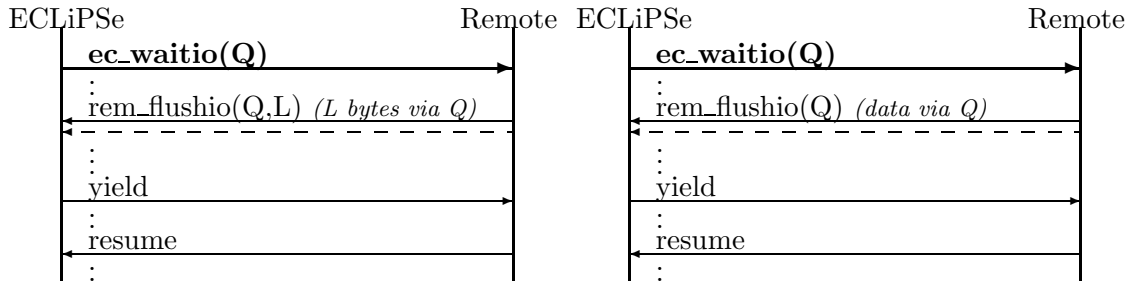 ECLiPSe Remote
ec_waitio(Q)
rem_flushio(Q,L) (L bytes via Q)
yield
resume
ECLiPSe Remote
ec_waitio(Q)
rem_flushio(Q) (data via Q)
yield
resume